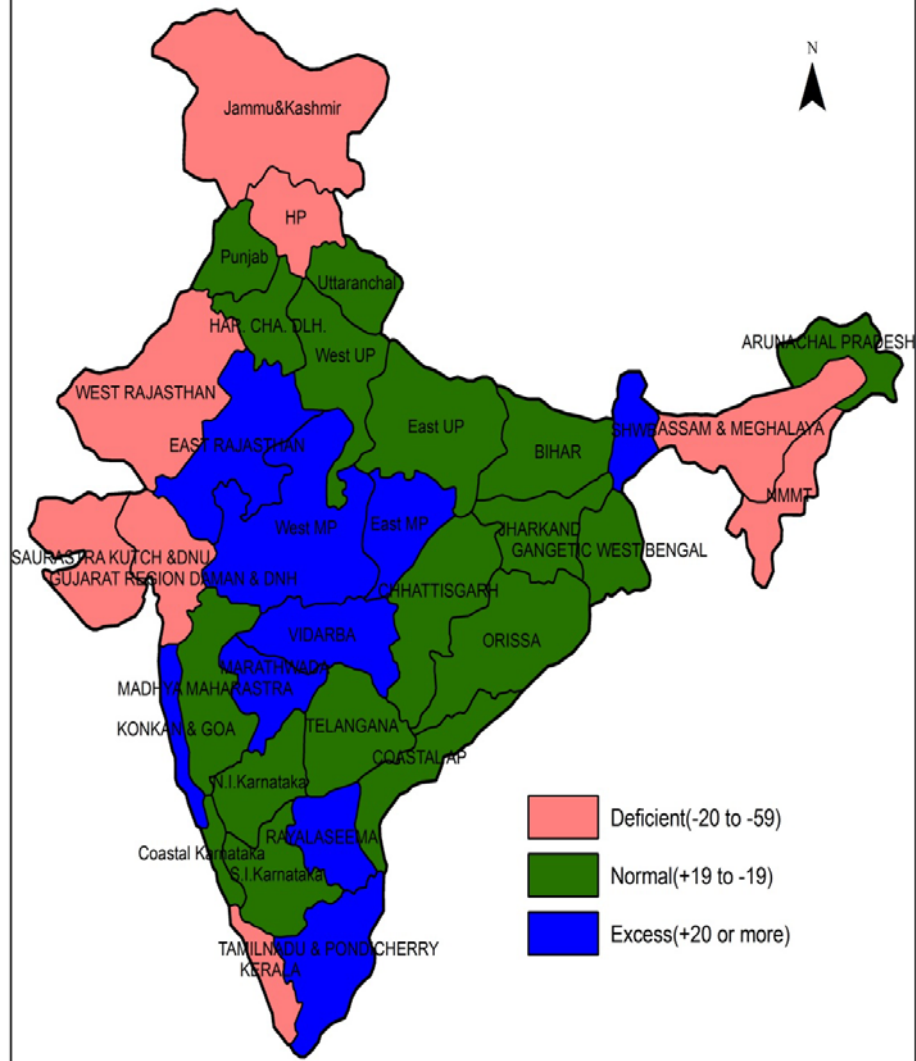 N
Jammu&Kashmir
HP
Punjab
Uttaranchal
HAR. CHA. DLH.
West UP
ARUNACHAL PRADESH
WEST RAJASTHAN
East UP
SHWB
ASSAM & MEGHALAYA
EAST RAJASTHAN
BIHAR
NMMT
West MP
East MP
JHARKAND
GANGETIC WEST BENGAL
SAURASTRA KUTCH &DNU
GUJARAT REGION DAMAN & DNH
CHHATTISGARH
VIDARBA
ORISSA
MARATHWADA
MADHYA MAHARASTRA
KONKAN & GOA
TELANGANA
COASTAL AP
N.I.Karnataka
RAYALASEEMA
Coastal Karnataka
S.I.Karnataka
TAMILNADU & PONDICHERRY
KERALA
Deficient(-20 to -59)
Normal(+19 to -19)
Excess(+20 or more)